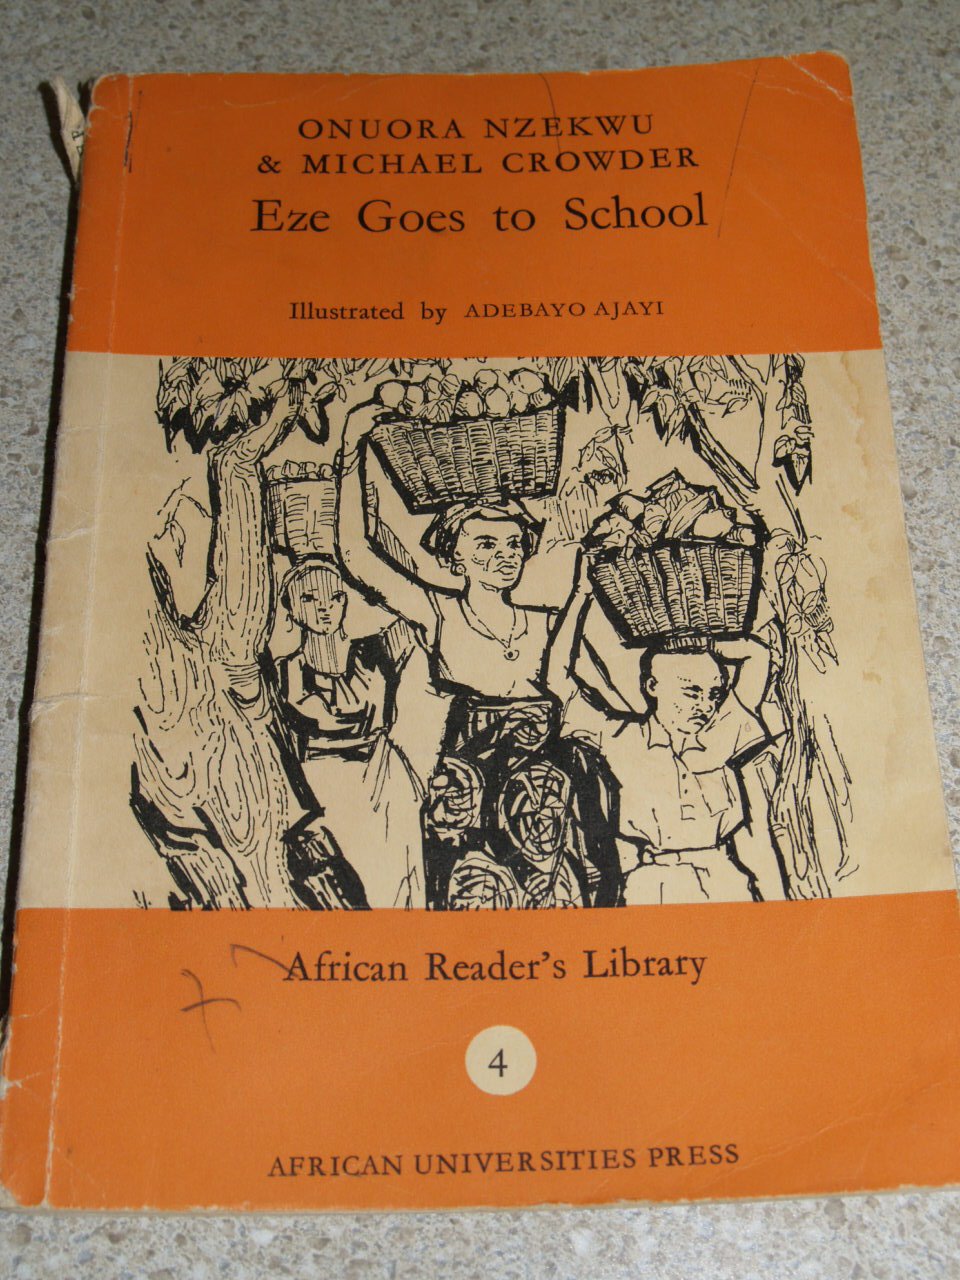 ONUORA NZEKWU
& MICHAEL CROWDER
Eze Goes to School
Illustrated by ADEBAYO AJAYI
African Reader's Library
4
AFRICAN UNIVERSITIES PRESS